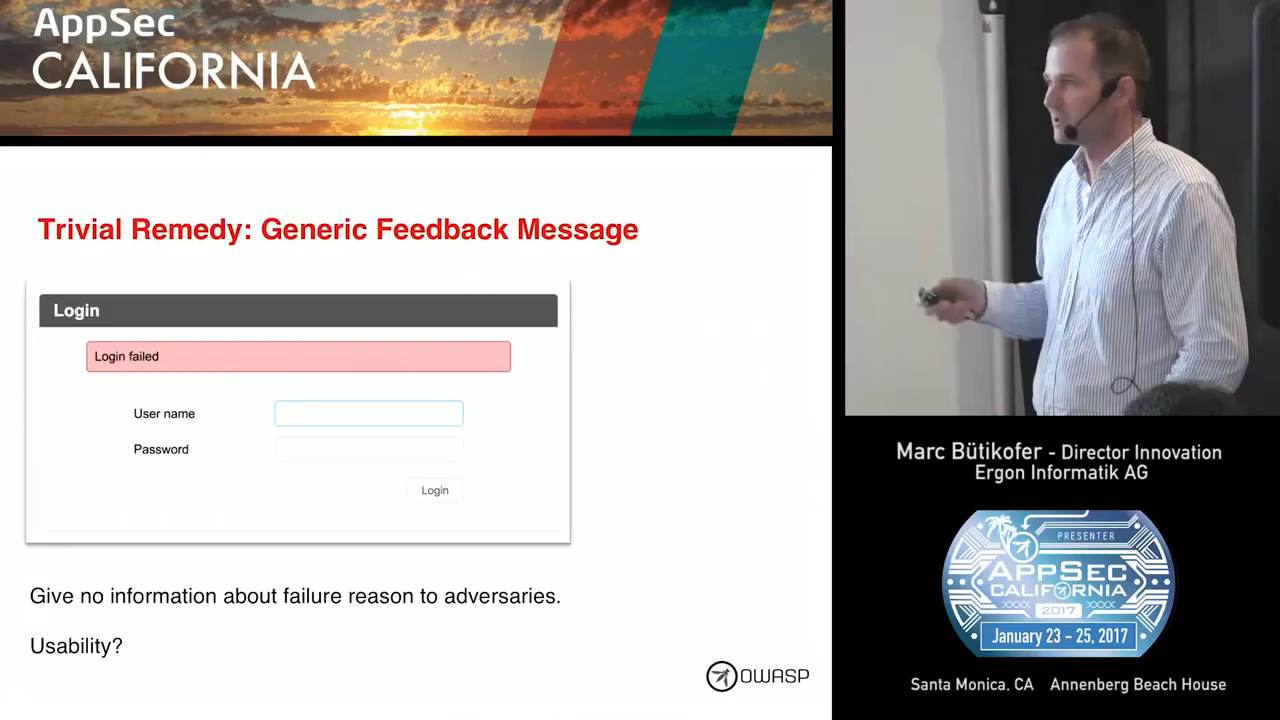 AppSec
CALIFORNIA
Trivial Remedy: Generic Feedback Message
Login
Login failed
User name
Password
Login
Give no information about failure reason to adversaries.
Usability?
OWASP
Marc Bütikofer - Director Innovation
Ergon Informatik AG
PRESENTER
APPSEC
CALIFORNIA
2017
January 23 - 25, 2017
Santa Monica, CA Annenberg Beach House